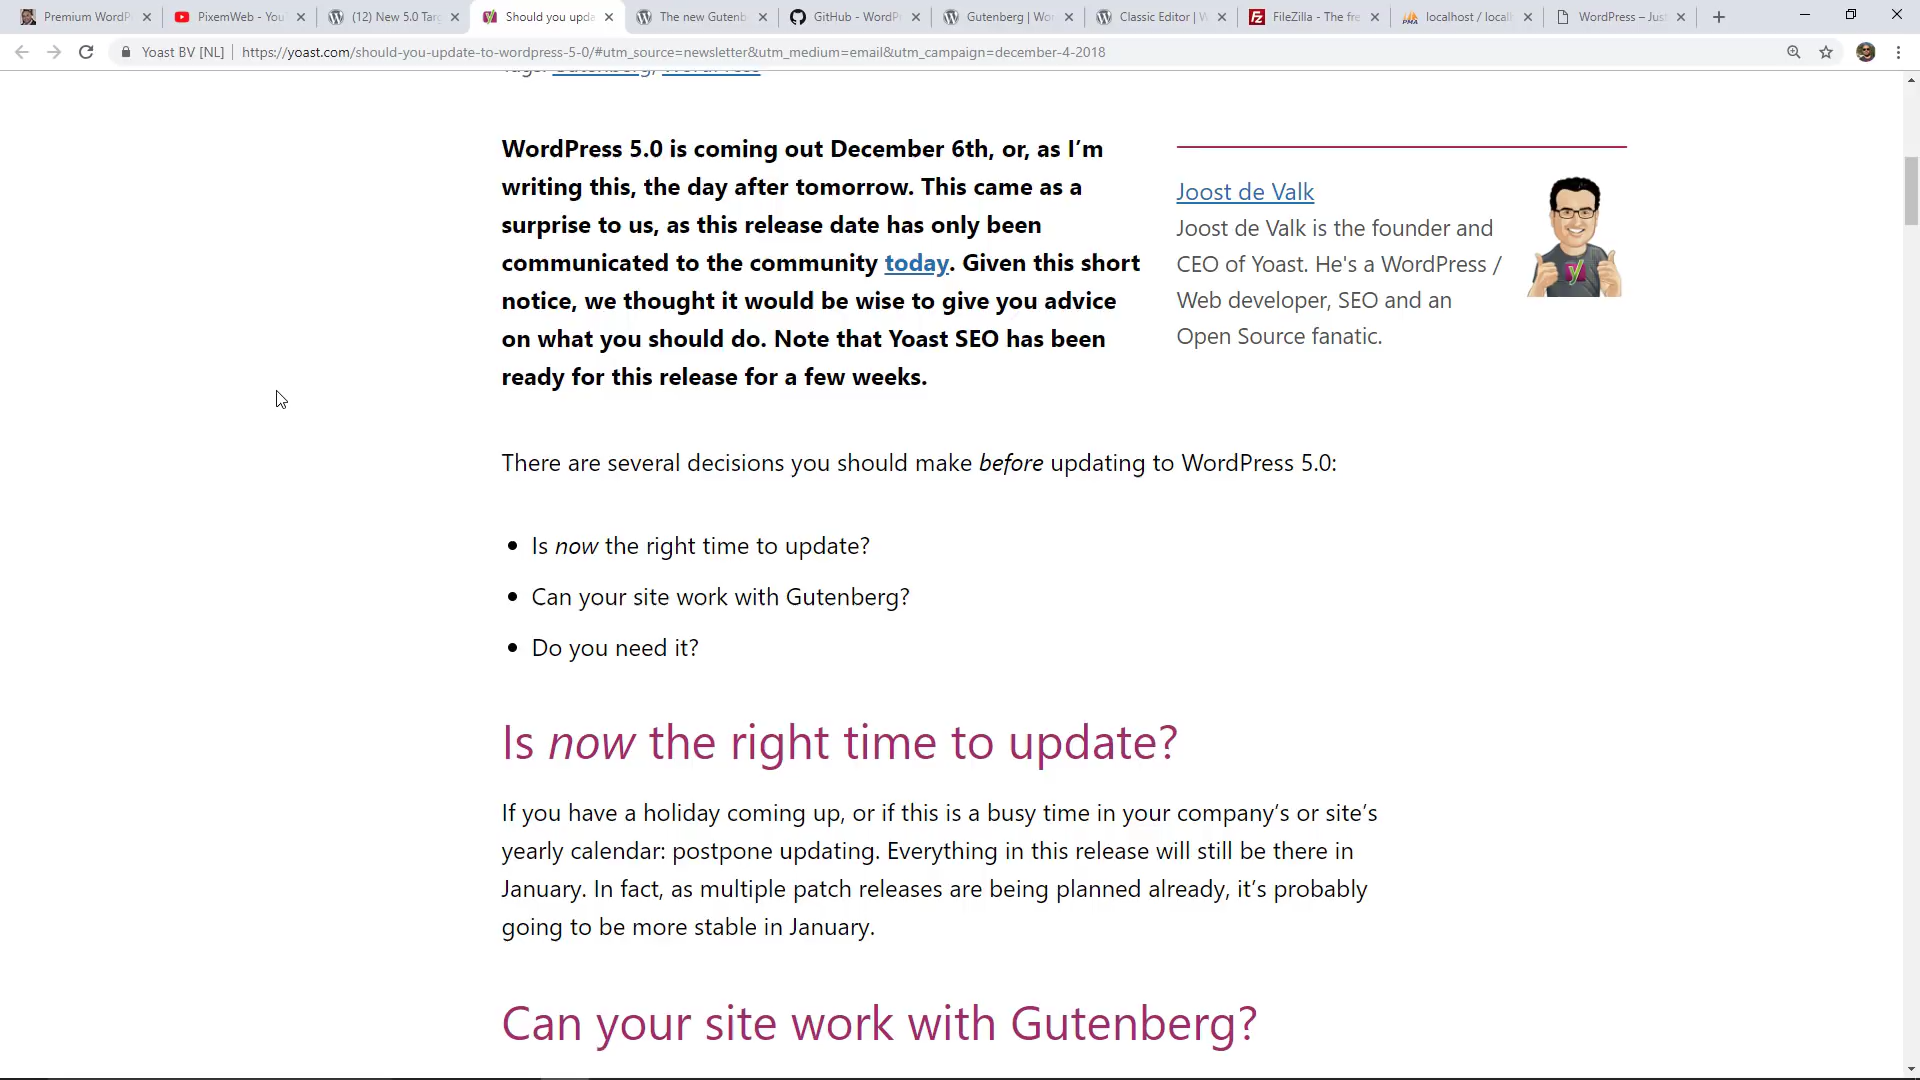 Premium WordP
PixemWeb - You
(12) New 5.0 Targ
Should you upda
The new Gutenb
GitHub - WordPr
Gutenberg | Wor
Classic Editor | W
FileZilla - The fre
localhost / local
WordPress – Just
Yoast BV [NL] | https://yoast.com/should-you-update-to-wordpress-5-0/#utm_source=newsletter&utm_medium=email&utm_campaign=december-4-2018
Tags: Gutenberg, WordPress
WordPress 5.0 is coming out December 6th, or, as I’m
writing this, the day after tomorrow. This came as a
surprise to us, as this release date has only been
communicated to the community today. Given this short
notice, we thought it would be wise to give you advice
on what you should do. Note that Yoast SEO has been
ready for this release for a few weeks.
Joost de Valk
Joost de Valk is the founder and
CEO of Yoast. He's a WordPress /
Web developer, SEO and an
Open Source fanatic.
There are several decisions you should make before updating to WordPress 5.0:
• Is now the right time to update?
• Can your site work with Gutenberg?
• Do you need it?
Is now the right time to update?
If you have a holiday coming up, or if this is a busy time in your company’s or site’s
yearly calendar: postpone updating. Everything in this release will still be there in
January. In fact, as multiple patch releases are being planned already, it’s probably
going to be more stable in January.
Can your site work with Gutenberg?